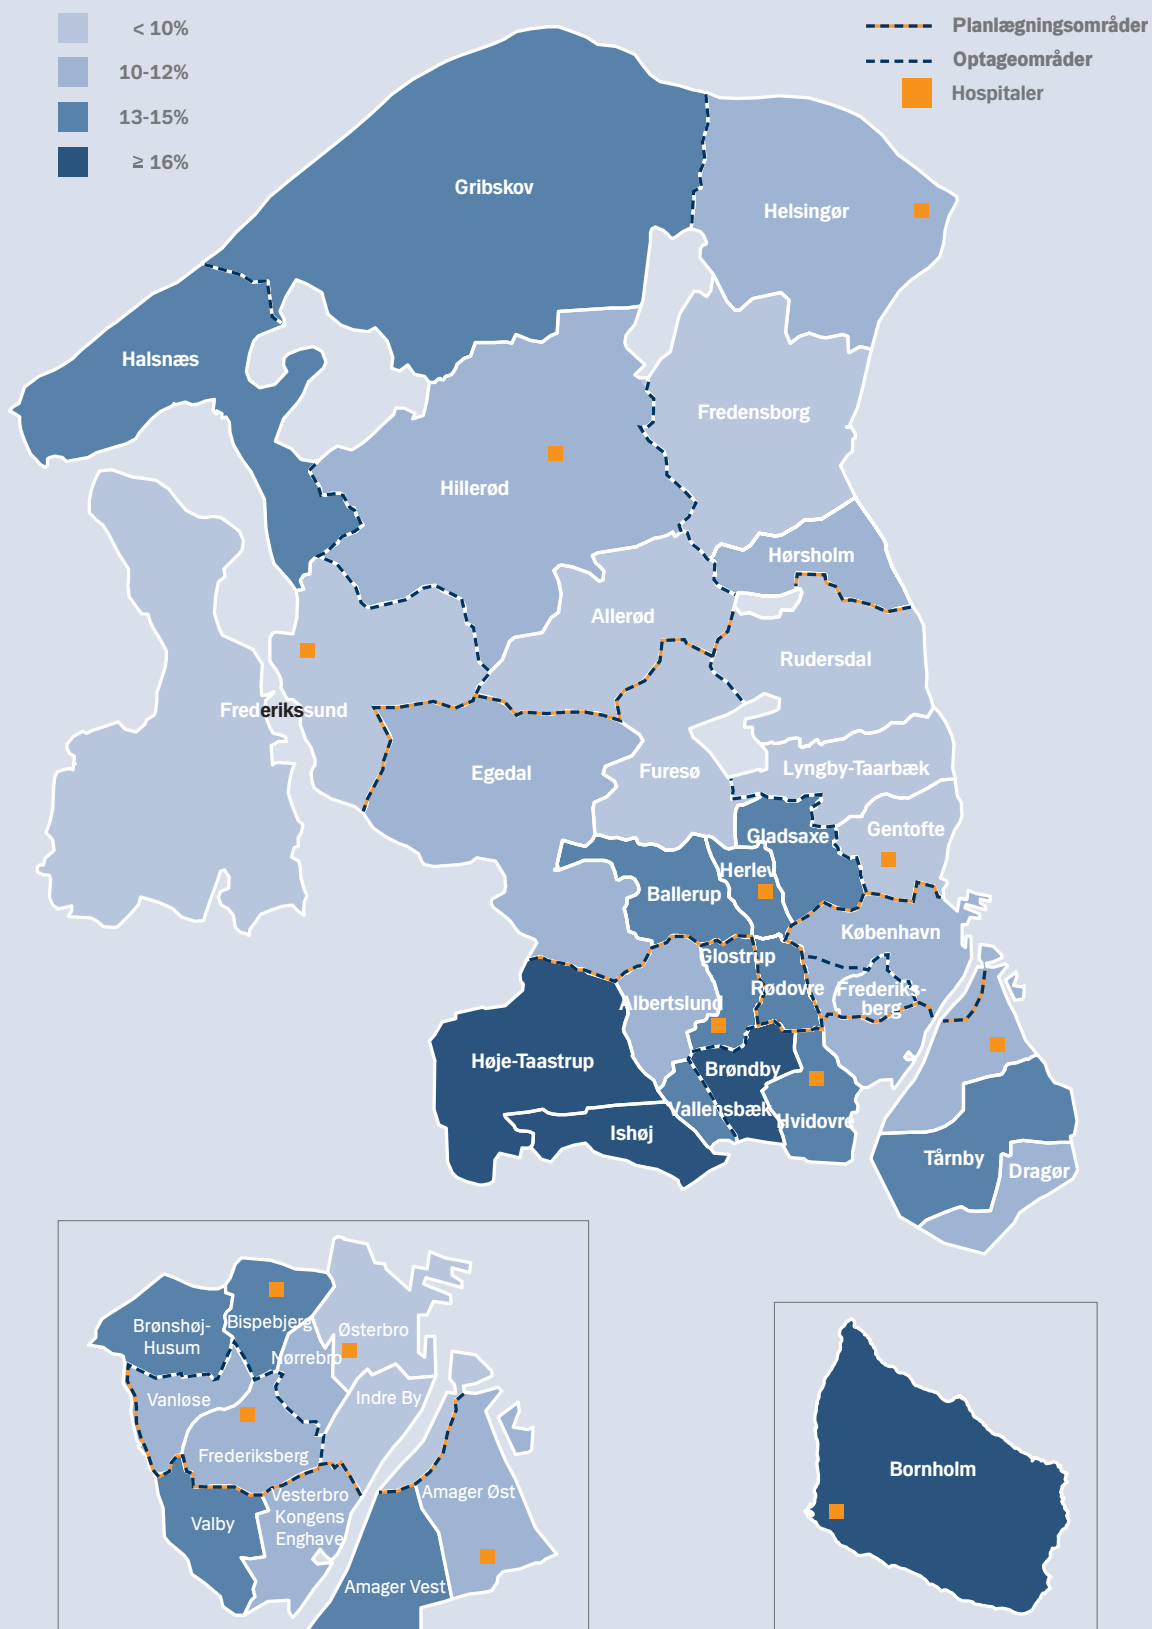 < 10%
10-12%
13-15%
≥ 16%
Planlægningsområder
Optageområder
Hospitaler
Gribskov
Helsingør
Halsnæs
Fredensborg
Hillerød
Hørsholm
Allerød
Rudersdal
Frederikssund
Egedal
Furesø
Lyngby-Taarbæk
Gentofte
Gladsaxe
Herlev
Ballerup
København
Glostrup
Rødovre
Frederiks-
berg
Albertslund
Høje-Taastrup
Brøndby
Vallensbæk
Hvidovre
Ishøj
Tårnby
Dragør
Brønshøj-
Husum
Bispebjerg
Østerbro
Nørrebro
Vanløse
Indre By
Frederiksberg
Vesterbro
Kongens
Enghave
Amager Øst
Valby
Amager Vest
Bornholm